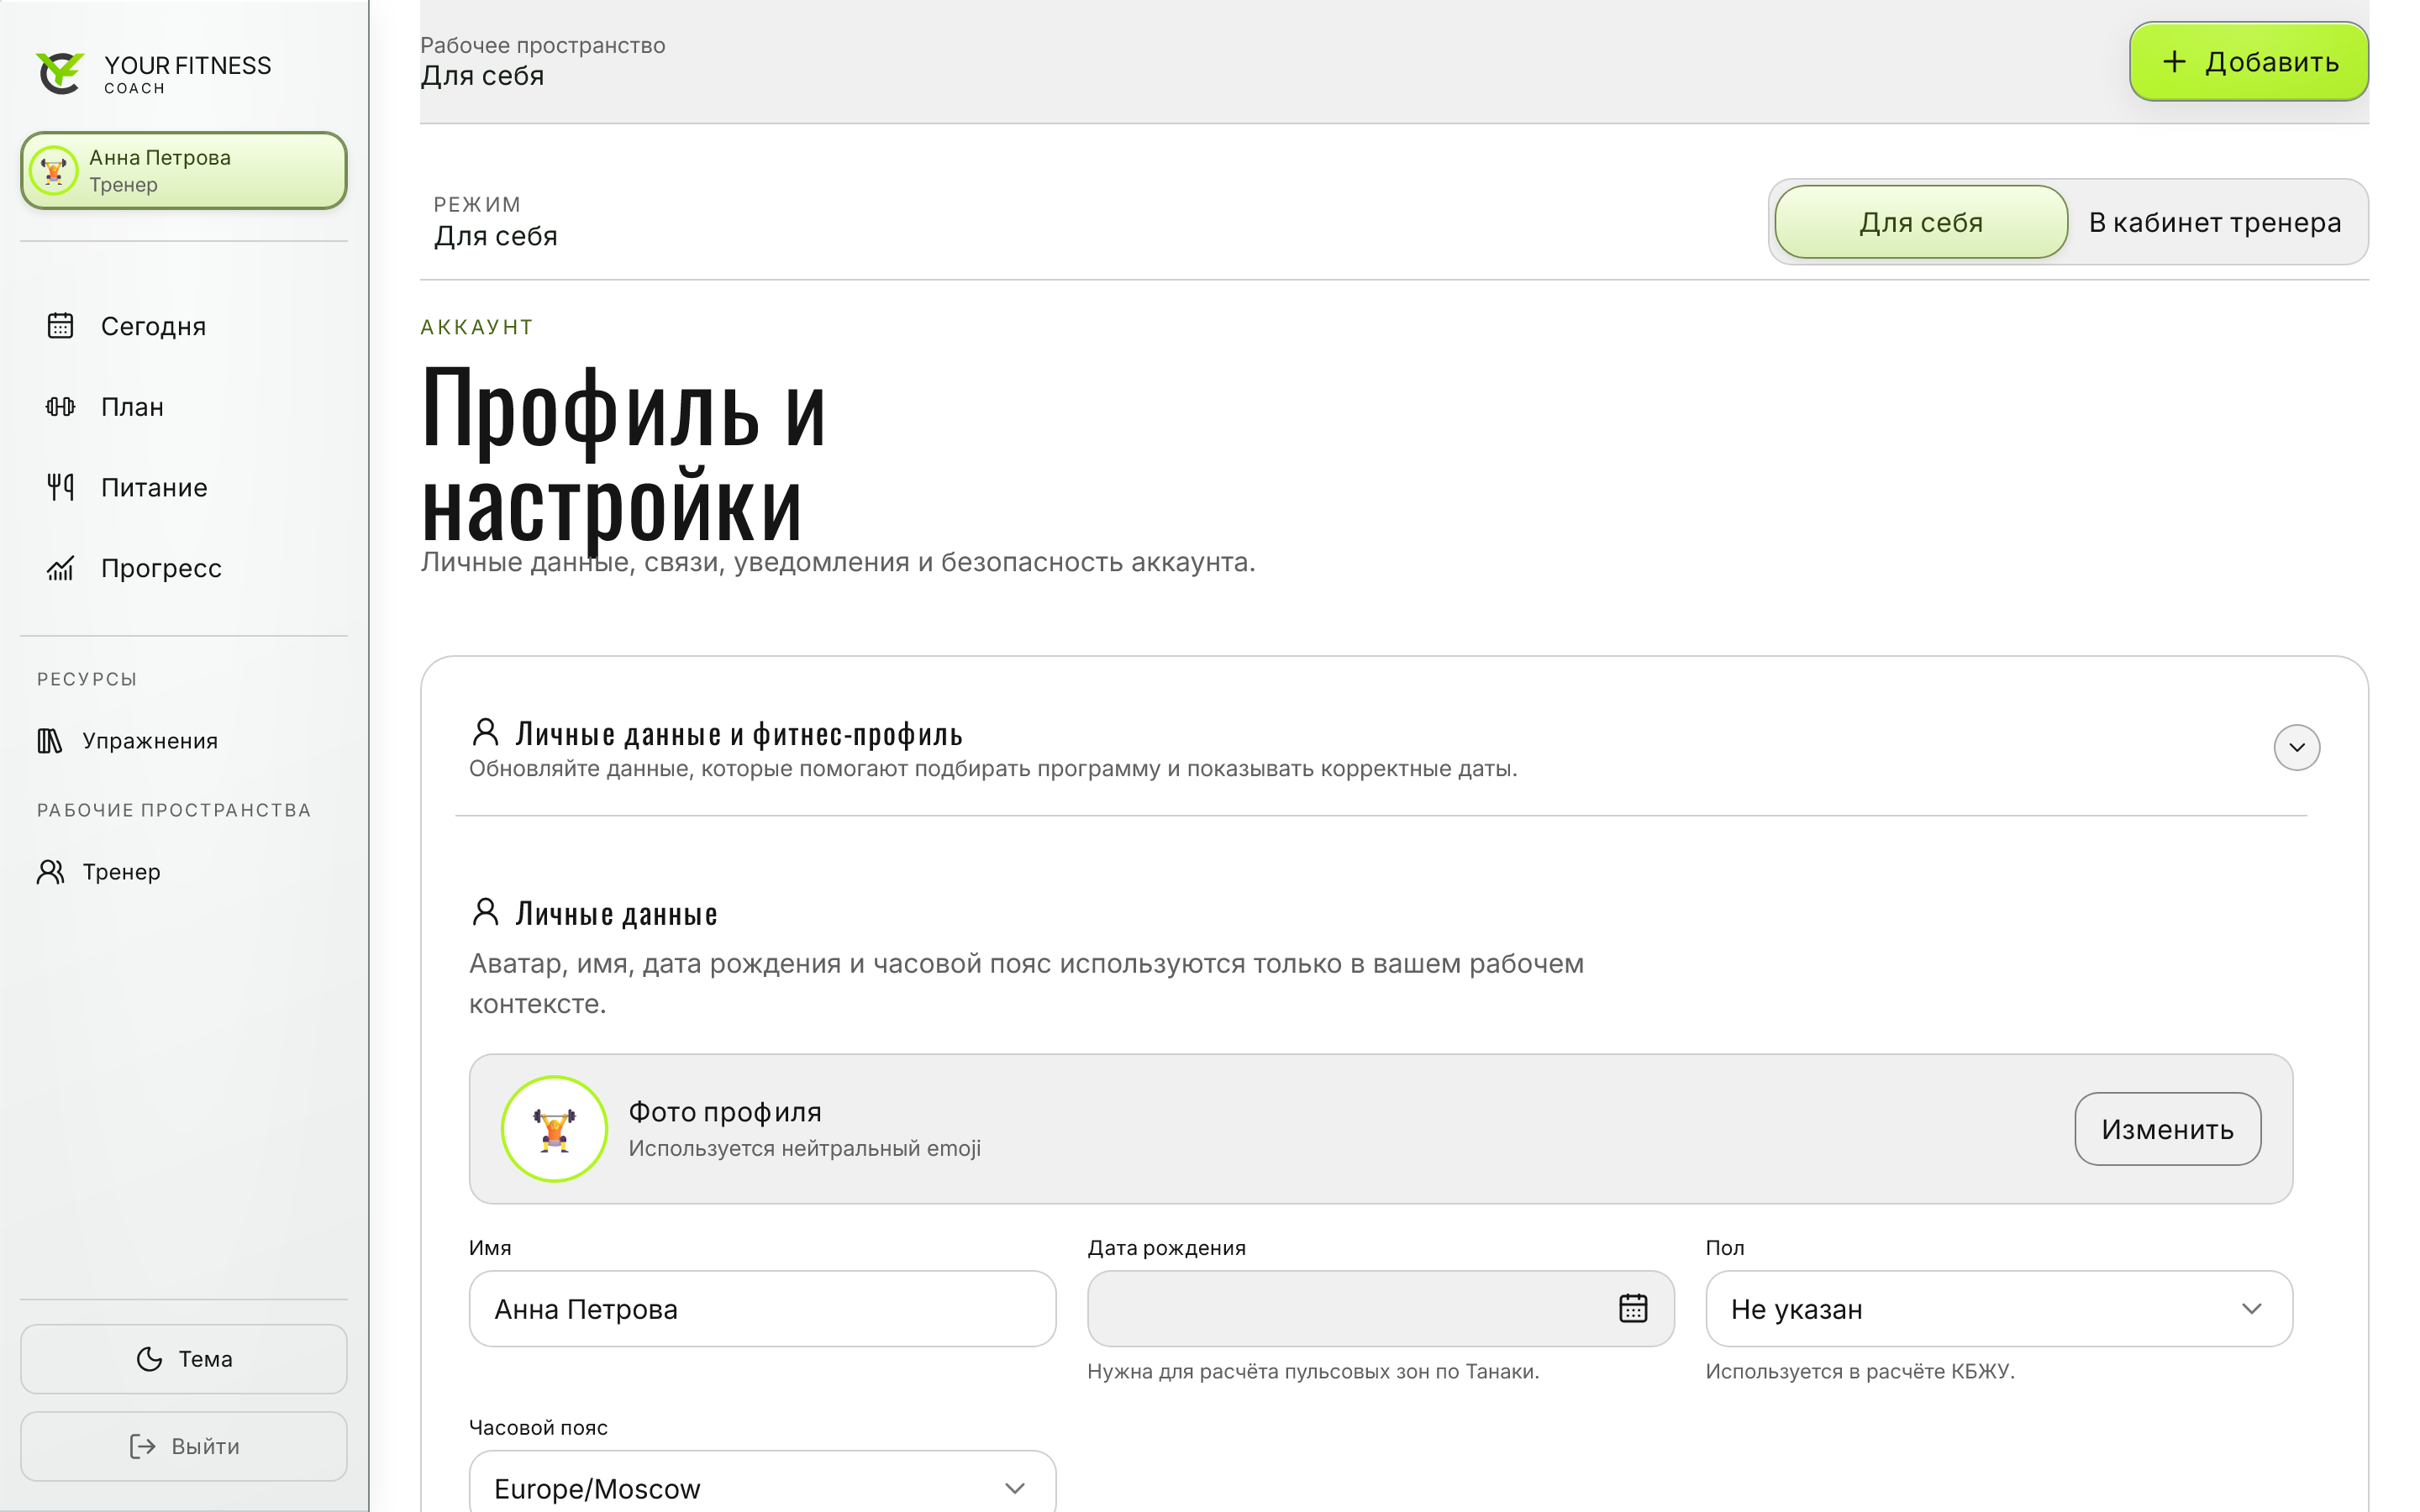 YOUR FITNESS
COACH
Анна Петрова
Тренер
Сегодня
План
Питание
Прогресс
РЕСУРСЫ
Упражнения
РАБОЧИЕ ПРОСТРАНСТВА
Тренер
Тема
Выйти
Рабочее пространство
Для себя
Добавить
РЕЖИМ
Для себя
Для себя
В кабинет тренера
АККАУНТ
Профиль и
настройки
Личные данные, связи, уведомления и безопасность аккаунта.
Личные данные и фитнес-профиль
Обновляйте данные, которые помогают подбирать программу и показывать корректные даты.
Личные данные
Аватар, имя, дата рождения и часовой пояс используются только в вашем рабочем
контексте.
Фото профиля
Используется нейтральный emoji
Изменить
Имя
Анна Петрова
Дата рождения
Нужна для расчёта пульсовых зон по Танаки.
Пол
Не указан
Используется в расчёте КБЖУ.
Часовой пояс
Europe/Moscow